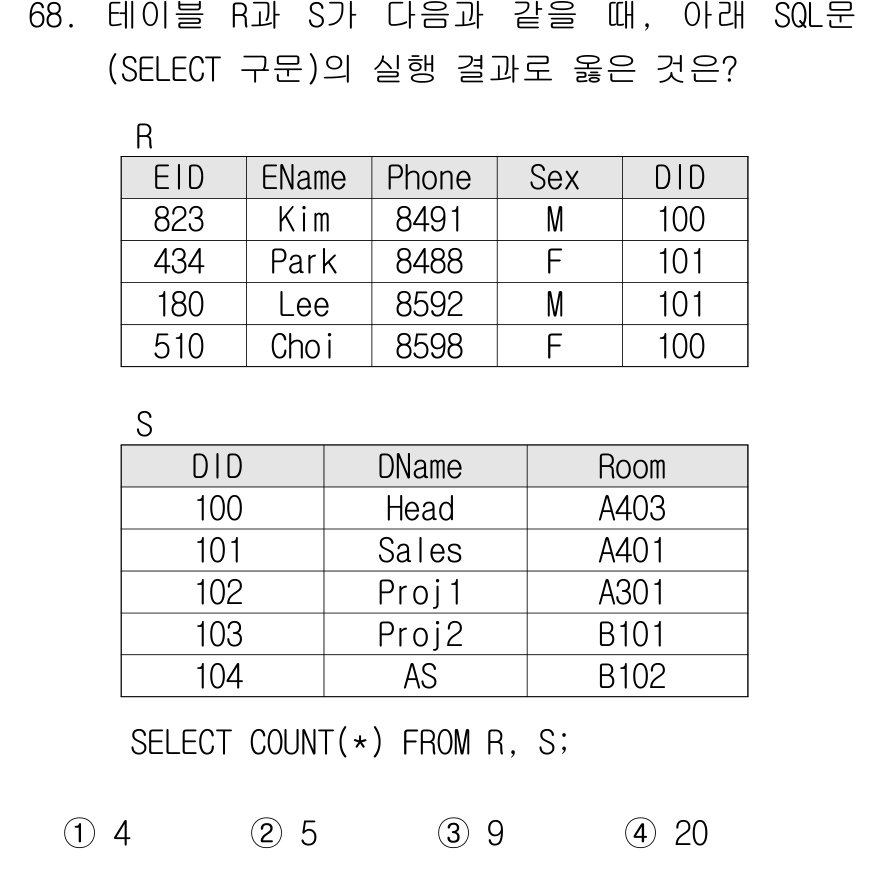 68. 테이블 R과 S가 다음과 같을 때, 아래 SQL문
(SELECT 구문)의 실행 결과로 옳은 것은?
R
EID EName Phone Sex DID
823 Kim 8491 M 100
434 Park 8488 F 101
180 Lee 8592 M 101
510 Choi 8598 F 100
S
DID DName Room
100 Head A403
101 Sales A401
102 Proj1 A301
103 Proj2 B101
104 AS B102
SELECT COUNT(*) FROM R, S;
① 4 ② 5 ③ 9 ④ 20